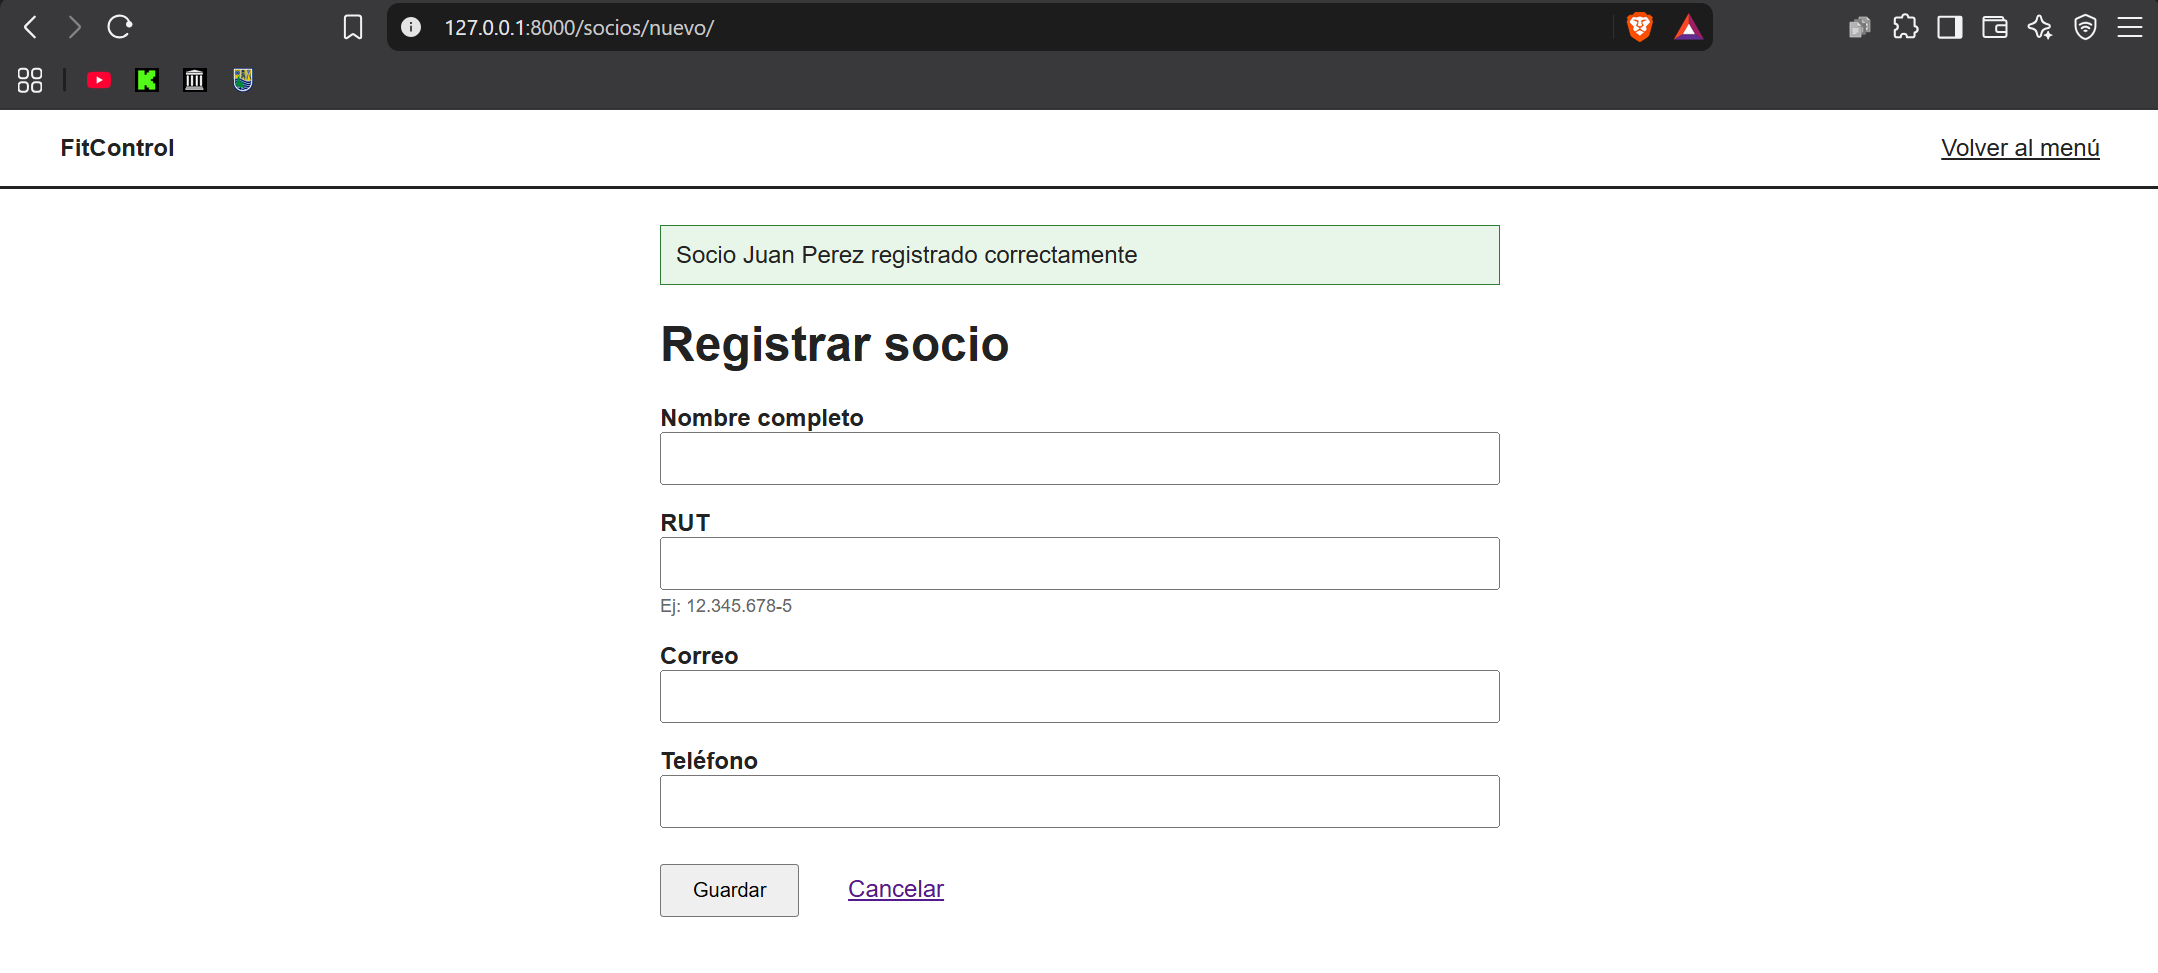 127.0.0.1:8000/socios/nuevo/
FitControl
Volver al menú
Socio Juan Perez registrado correctamente
Registrar socio
Nombre completo
RUT
Ej: 12.345.678-5
Correo
Teléfono
Guardar
Cancelar